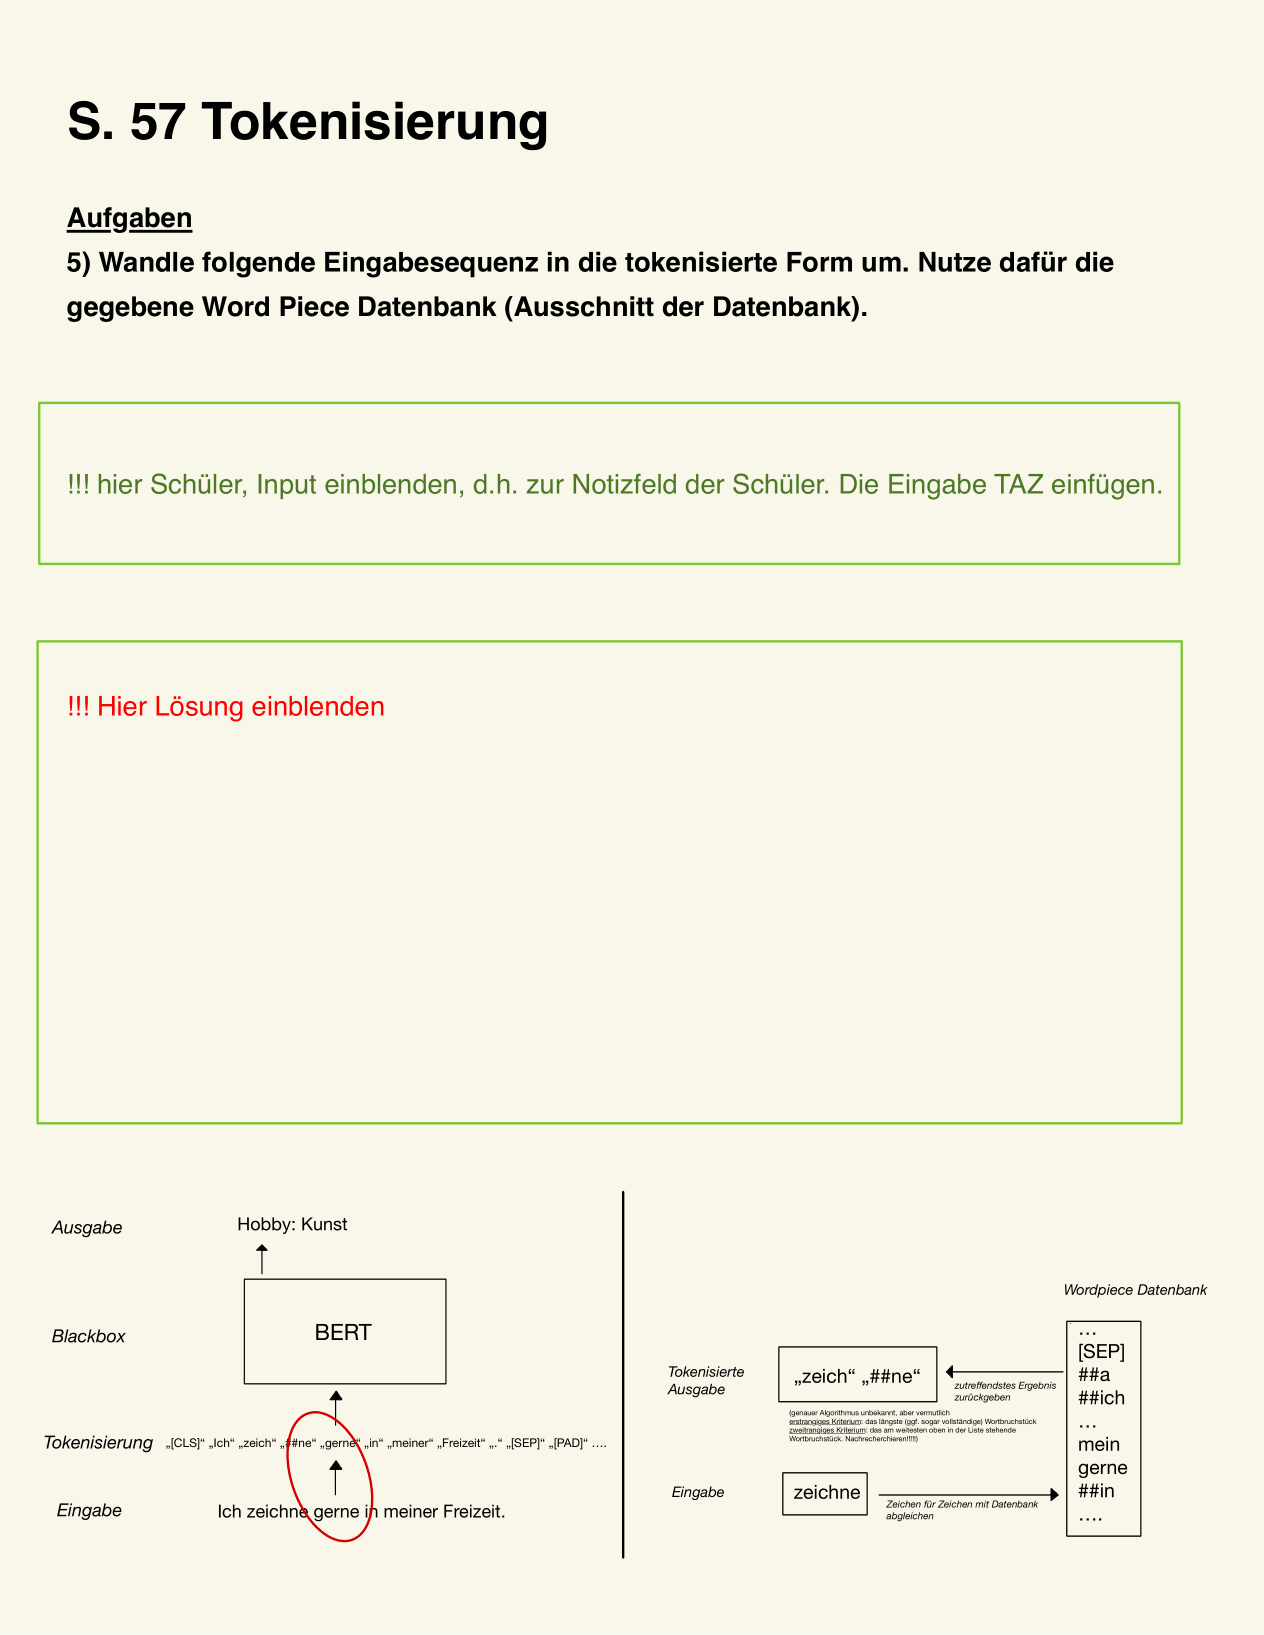 S. 57 Tokenisierung
Aufgaben
5) Wandle folgende Eingabesequenz in die tokenisierte Form um. Nutze dafür die
gegebene Word Piece Datenbank (Ausschnitt der Datenbank).
!!! hier Schüler, Input einblenden, d.h. zur Notizfeld der Schüler. Die Eingabe TAZ einfügen.
!!! Hier Lösung einblenden
Ausgabe
Hobby: Kunst
Blackbox
BERT
Tokenisierung
„[CLS]“ „Ich“ „zeich“ „##ne“ „gerne“ „in“ „meiner“ „Freizeit“ „.“ „[SEP]“ „[PAD]“ ….
Eingabe
Ich zeichne gerne in meiner Freizeit.
Wordpiece Datenbank
…
[SEP]
##a
##ich
…
mein
gerne
##in
….
Tokenisierte
Ausgabe
„zeich“ „##ne“
zutreffendstes Ergebnis
zurückgeben
(genauer Algorithmus unbekannt, aber vermutlich
erstrangiges Kriterium: das längste (ggf. sogar vollständige) Wortbruchstück
zweitrangiges Kriterium: das am weitesten oben in der Liste stehende
Wortbruchstück. Nachrecherchieren!!!!!)
Eingabe
zeichne
Zeichen für Zeichen mit Datenbank
abgleichen